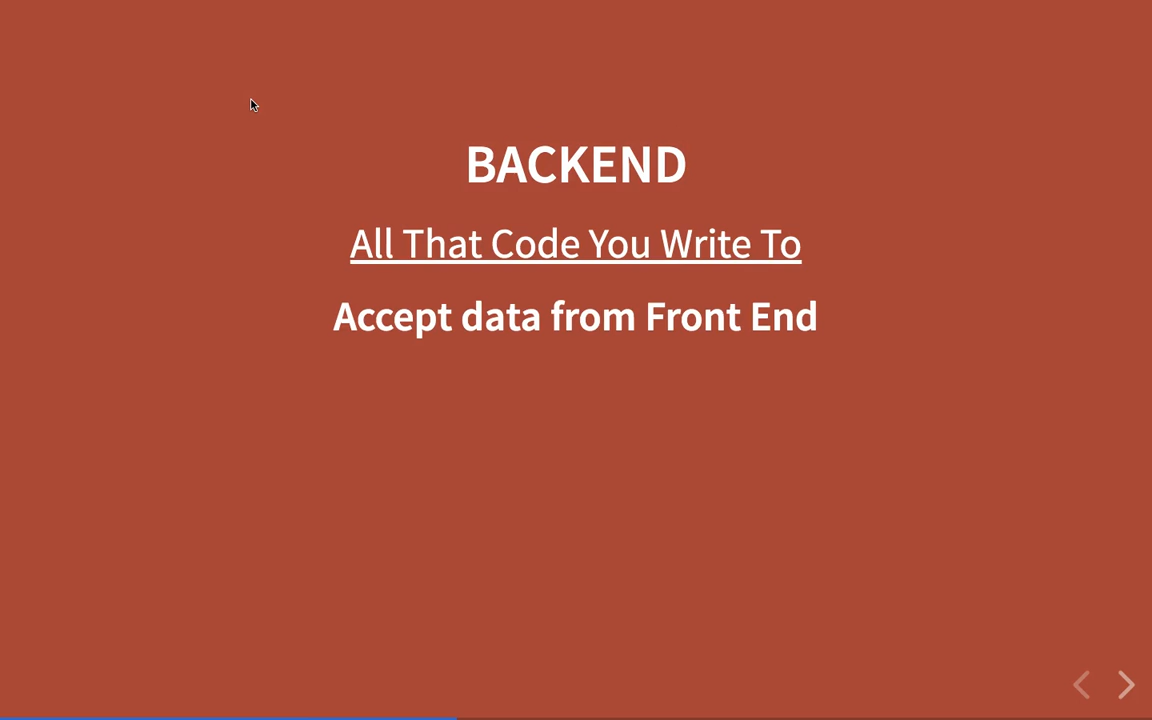 BACKEND
All That Code You Write To
Accept data from Front End